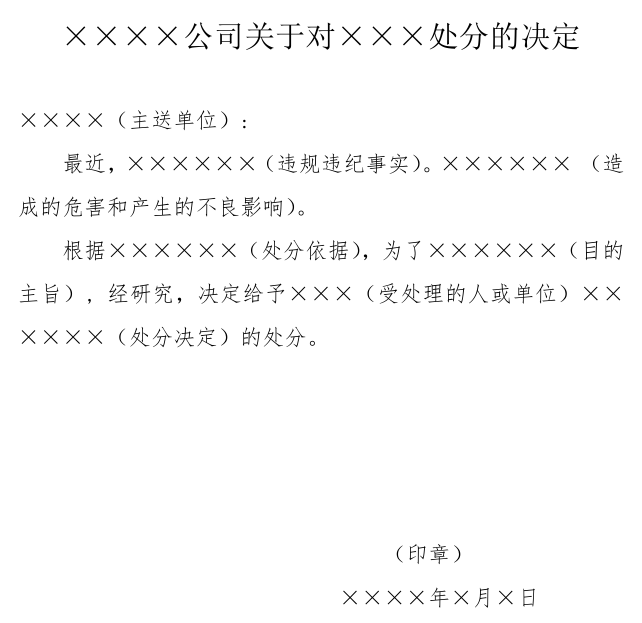 ××××公司关于对×××处分的决定
××××（主送单位）：
最近，××××××（违规违纪事实）。×××××× （造
成的危害和产生的不良影响）。
根据××××××（处分依据），为了××××××（目的
主旨），经研究，决定给予×××（受处理的人或单位）××
××××（处分决定）的处分。
（印章）
××××年×月×日